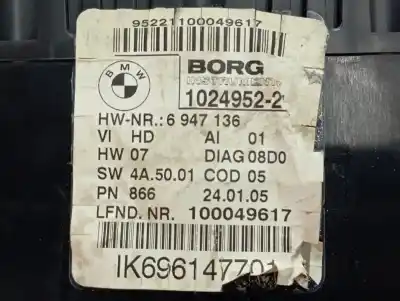 95221100049617
BMW
BORG
INSTRUMENTS
1024952-2
HW-NR.:6 947 136
VI HD AI 01
HW 07 DIAG 08D0
SW 4A.50.01 COD 05
PN 866 24.01.05
LFND. NR. 100049617
IK696147701